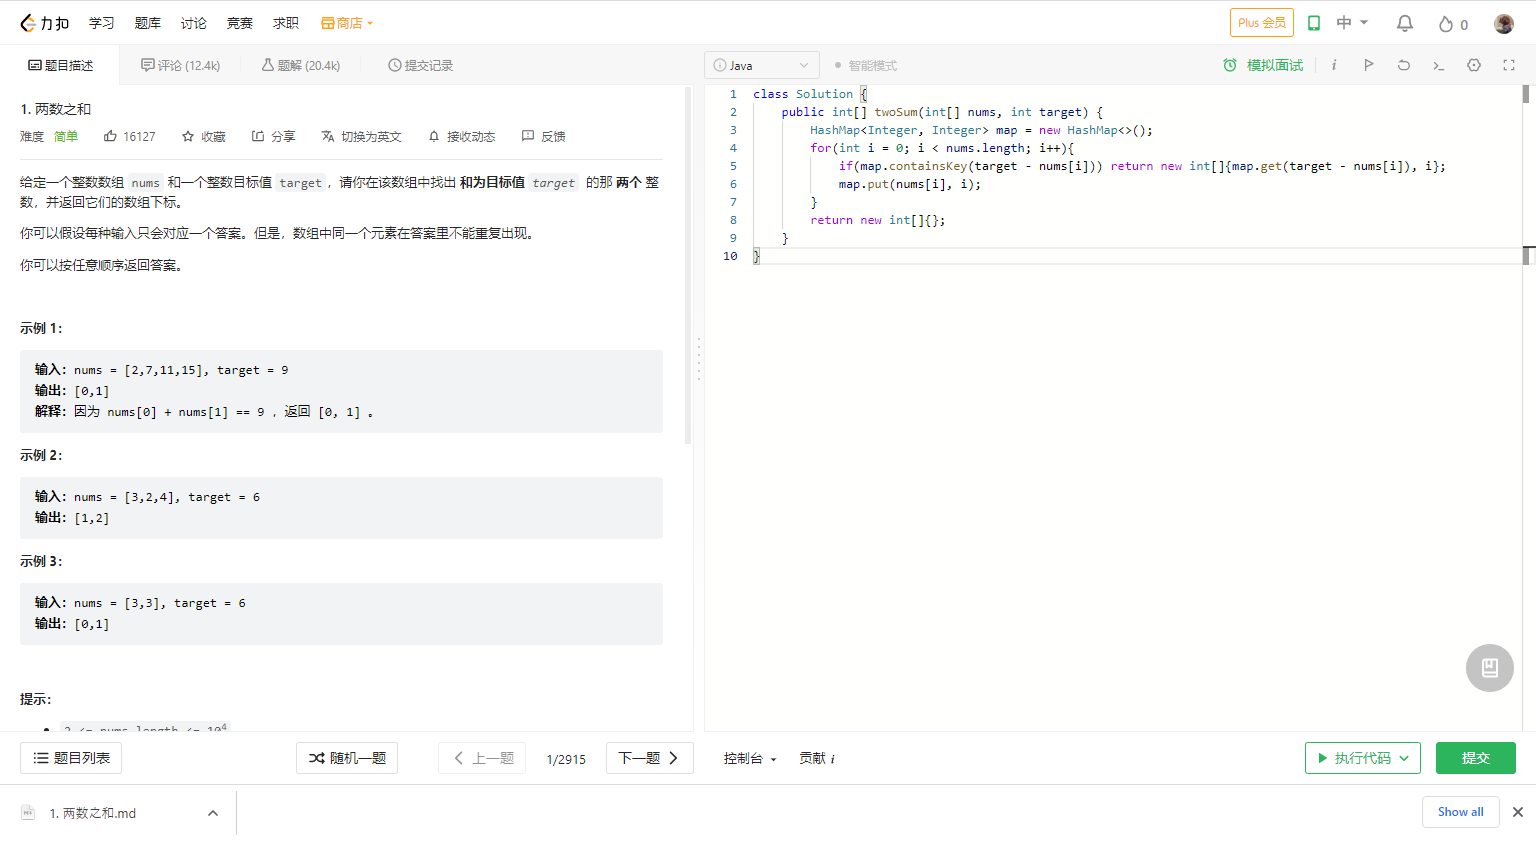 力扣 学习 题库 讨论 竞赛 求职 商店 Plus 会员 中 0
题目描述 评论 (12.4k) 题解 (20.4k) 提交记录 Java 智能模式 模拟面试
1. 两数之和
难度 简单 16127 收藏 分享 切换为英文 接收动态 反馈
给定一个整数数组 nums 和一个整数目标值 target，请你在该数组中找出 和为目标值 target 的那 两个 整
数，并返回它们的数组下标。
你可以假设每种输入只会对应一个答案。但是，数组中同一个元素在答案里不能重复出现。
你可以按任意顺序返回答案。
示例 1：
输入：nums = [2,7,11,15], target = 9
输出：[0,1]
解释：因为 nums[0] + nums[1] == 9 ，返回 [0, 1] 。
示例 2：
输入：nums = [3,2,4], target = 6
输出：[1,2]
示例 3：
输入：nums = [3,3], target = 6
输出：[0,1]
提示：
2 <= nums.length <= 10⁴
1 class Solution {
2 public int[] twoSum(int[] nums, int target) {
3 HashMap<Integer, Integer> map = new HashMap<>();
4 for(int i = 0; i < nums.length; i++){
5 if(map.containsKey(target - nums[i])) return new int[]{map.get(target - nums[i]), i};
6 map.put(nums[i], i);
7 }
8 return new int[]{};
9 }
10 }
题目列表 随机一题 上一题 1/2915 下一题 控制台 贡献 i 执行代码 提交
1. 两数之和.md Show all